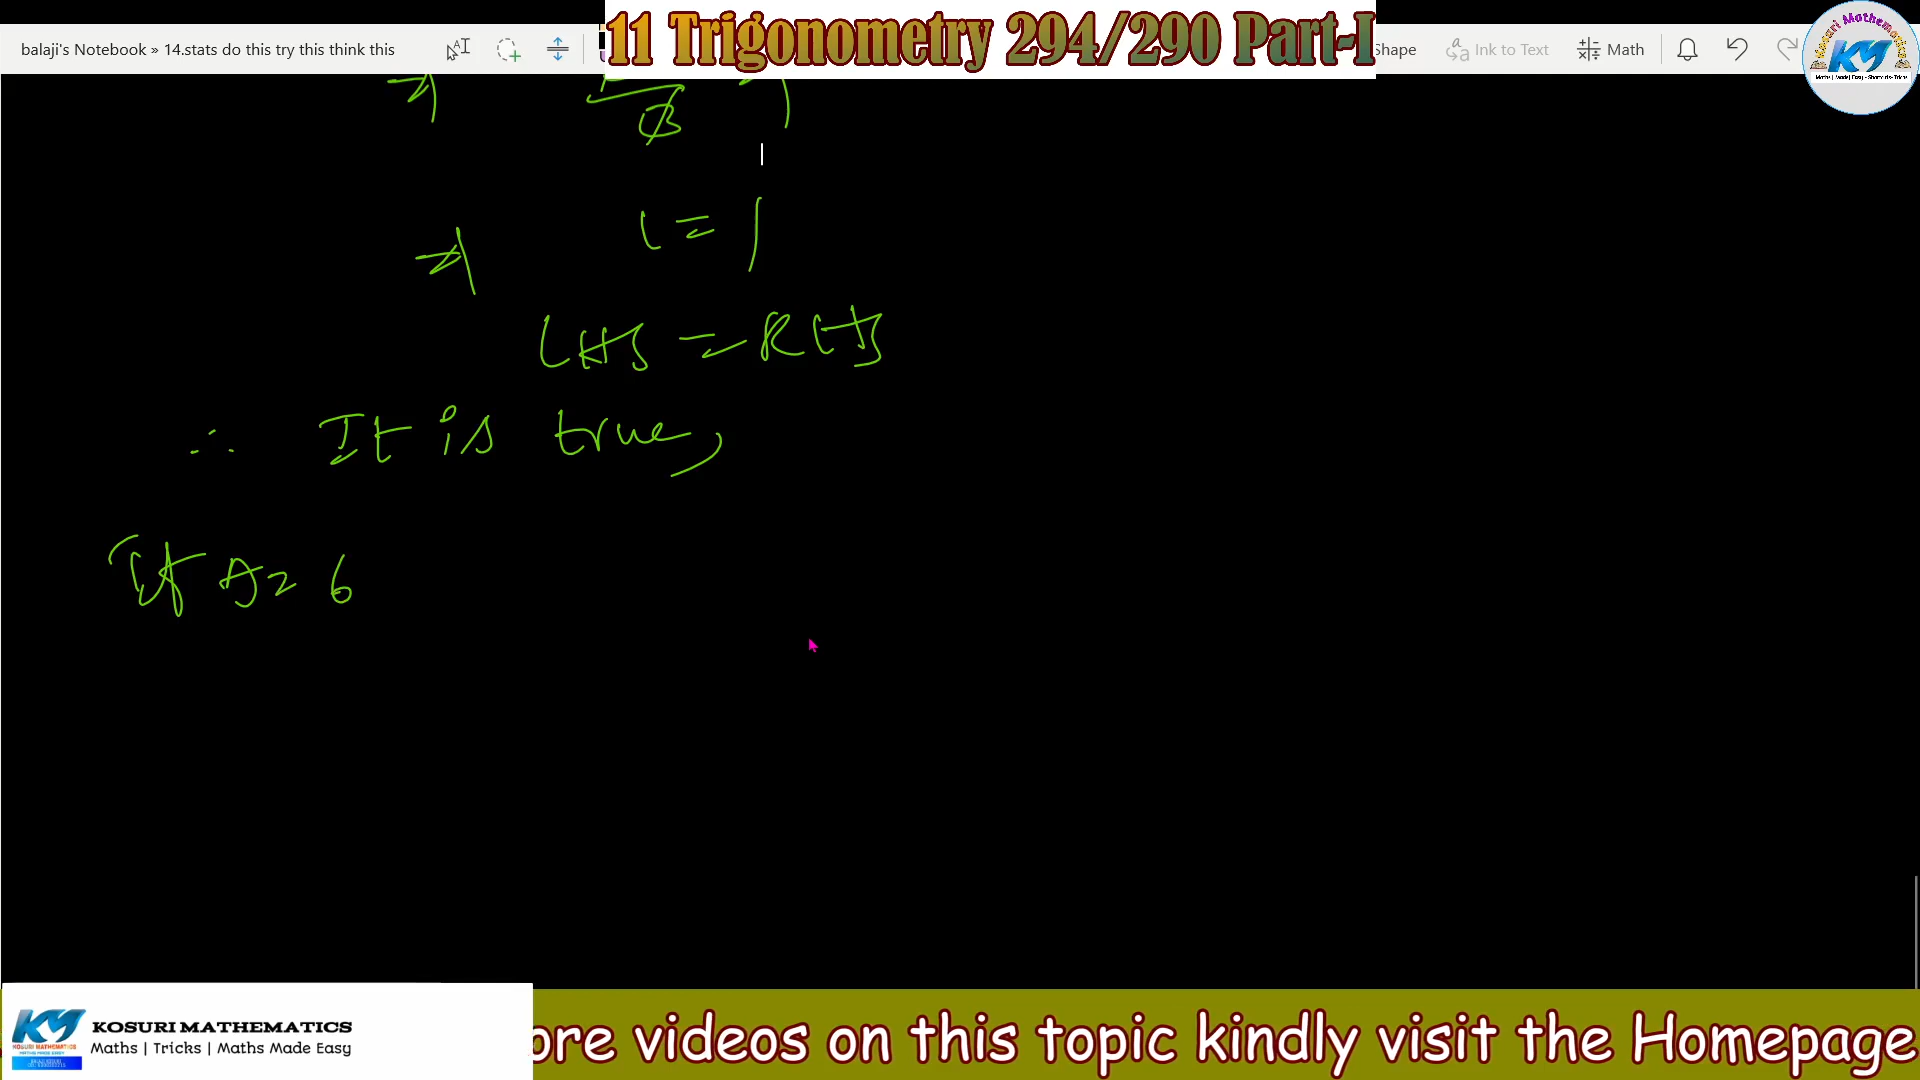 11 Trigonometry 294/290 Part-I
balaji's Notebook » 14.stats do this try this think this
Shape
Ink to Text
Math
1 = 1
LHS = RHS
∴ It is true,
If A = 6
KOSURI MATHEMATICS
Maths | Tricks | Maths Made Easy
ore videos on this topic kindly visit the Homepage